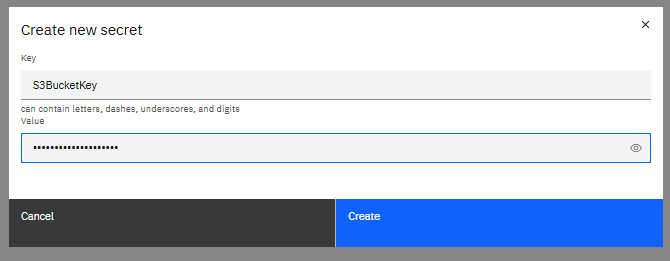 Create new secret
Key
S3BucketKey
can contain letters, dashes, underscores, and digits
Value
••••••••••••••••••••
Cancel
Create